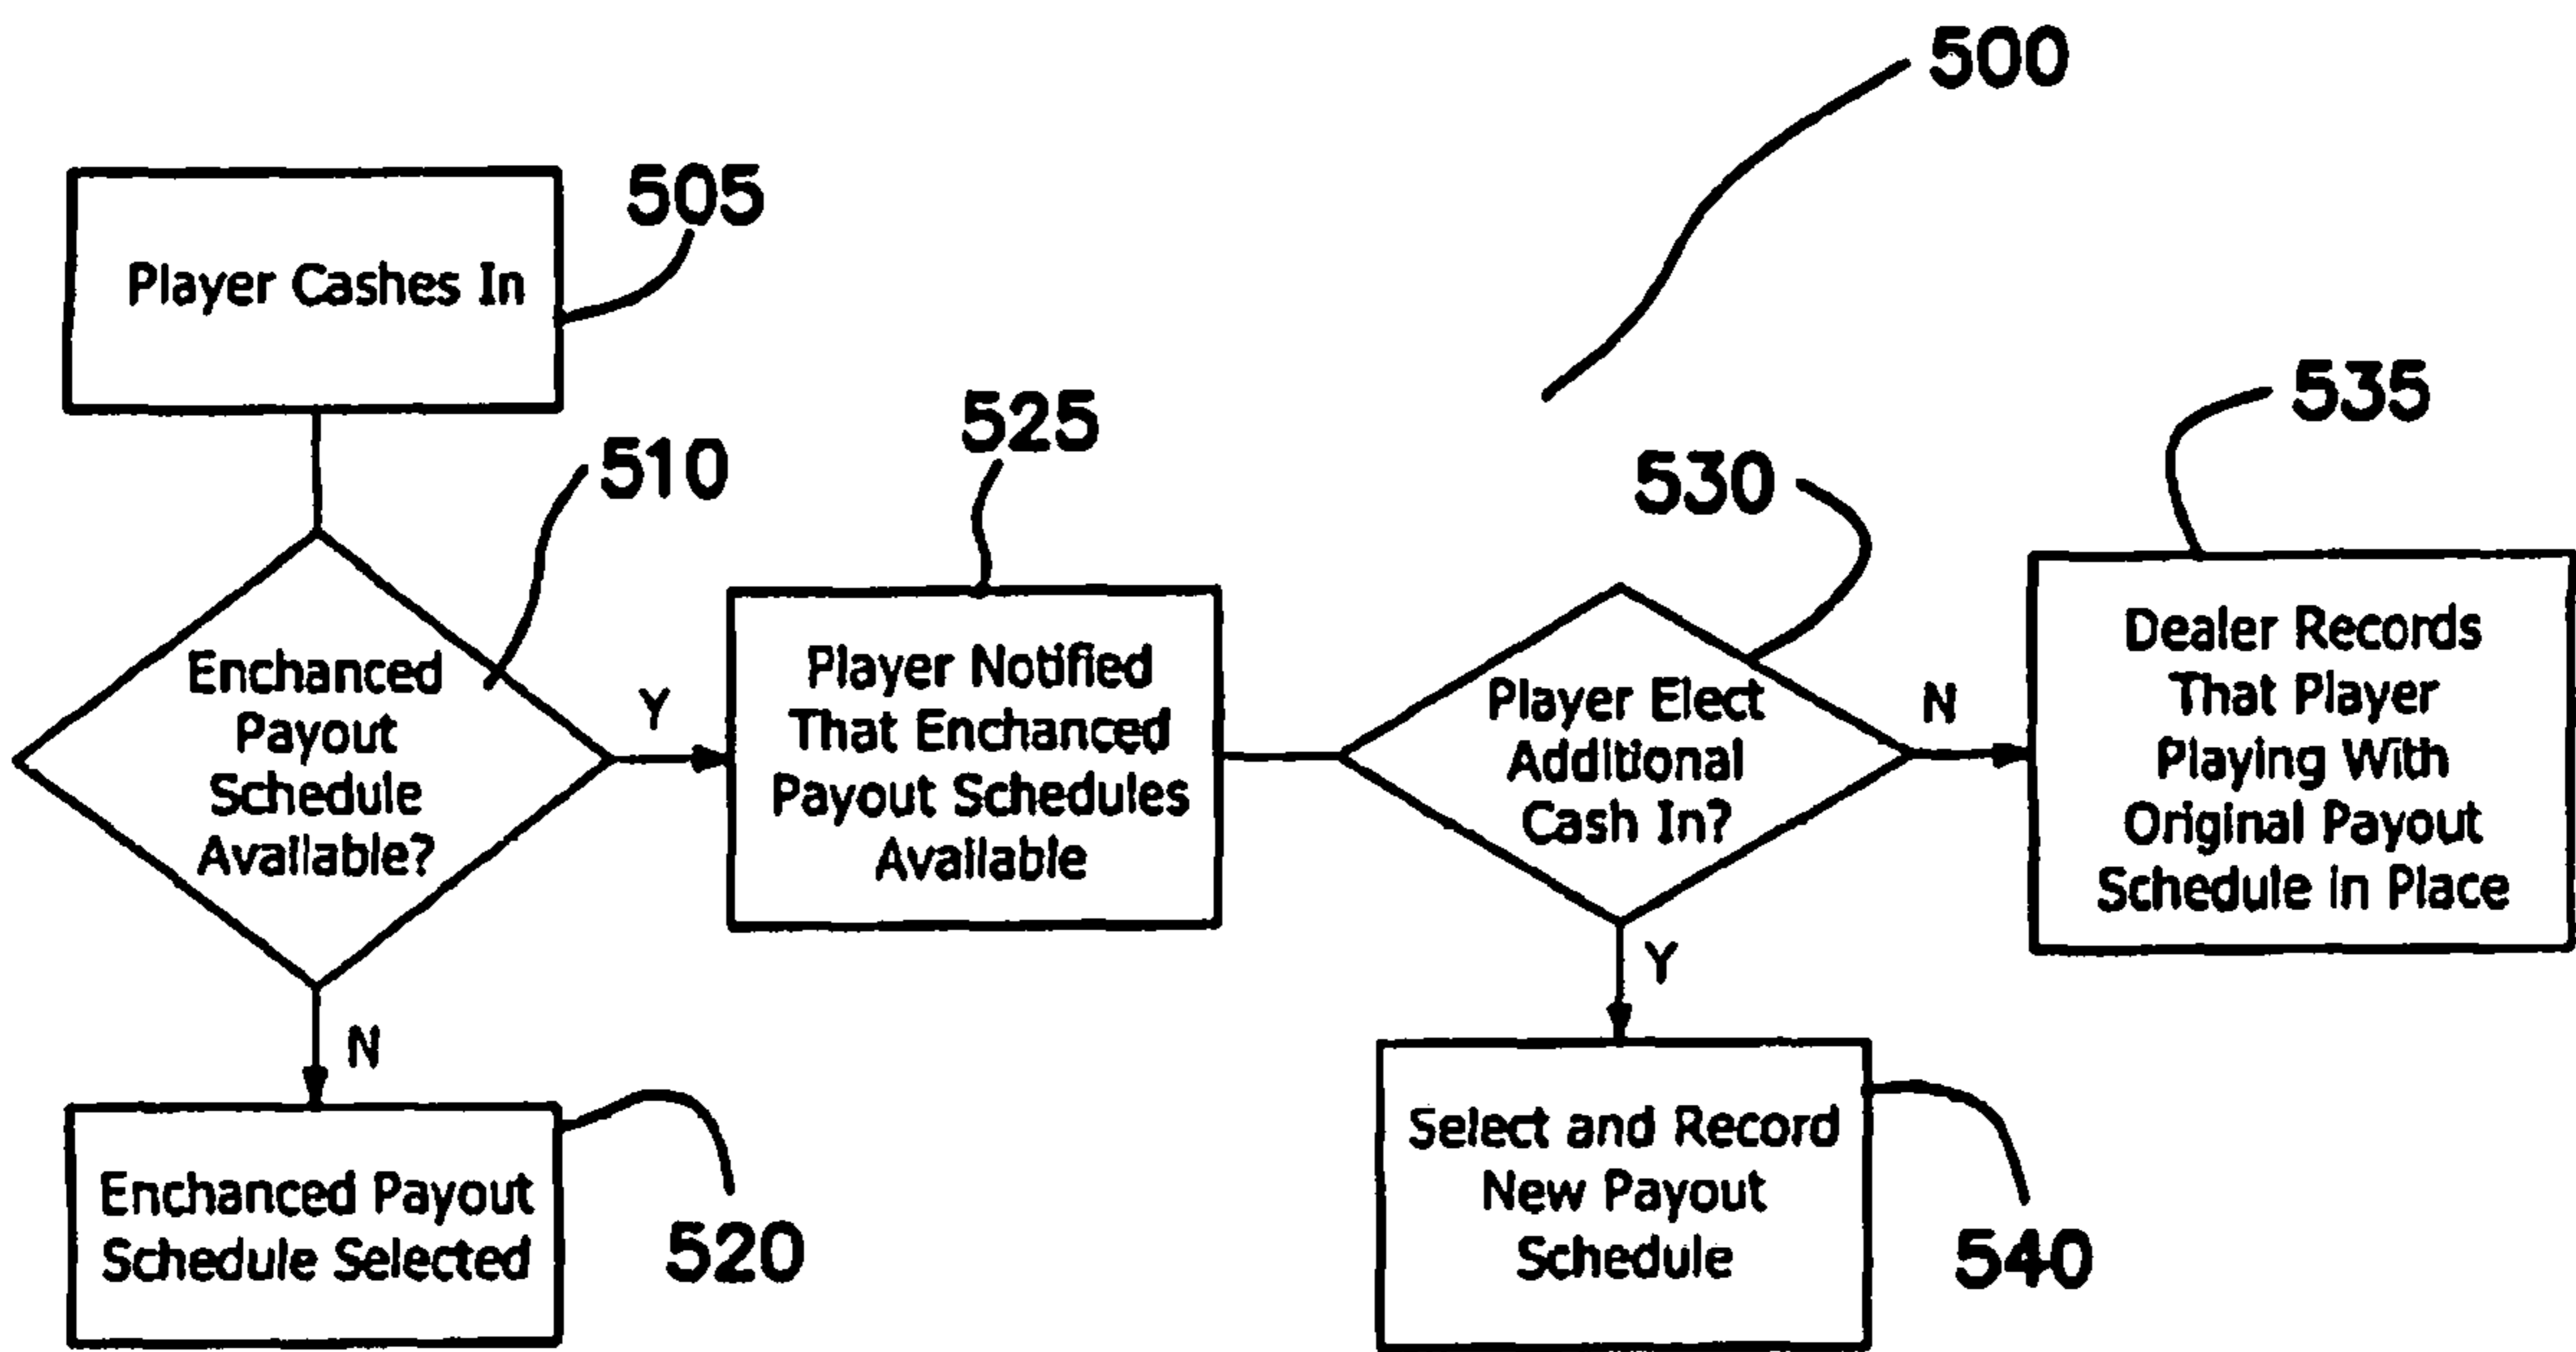 500
505
Player Cashes In
510
Enchanced
Payout
Schedule
Available?
Y
N
525
Player Notified
That Enchanced
Payout Schedules
Available
530
Player Elect
Additional
Cash In?
N
Y
535
Dealer Records
That Player
Playing With
Original Payout
Schedule in Place
Enchanced Payout
Schedule Selected
520
Select and Record
New Payout
Schedule
540